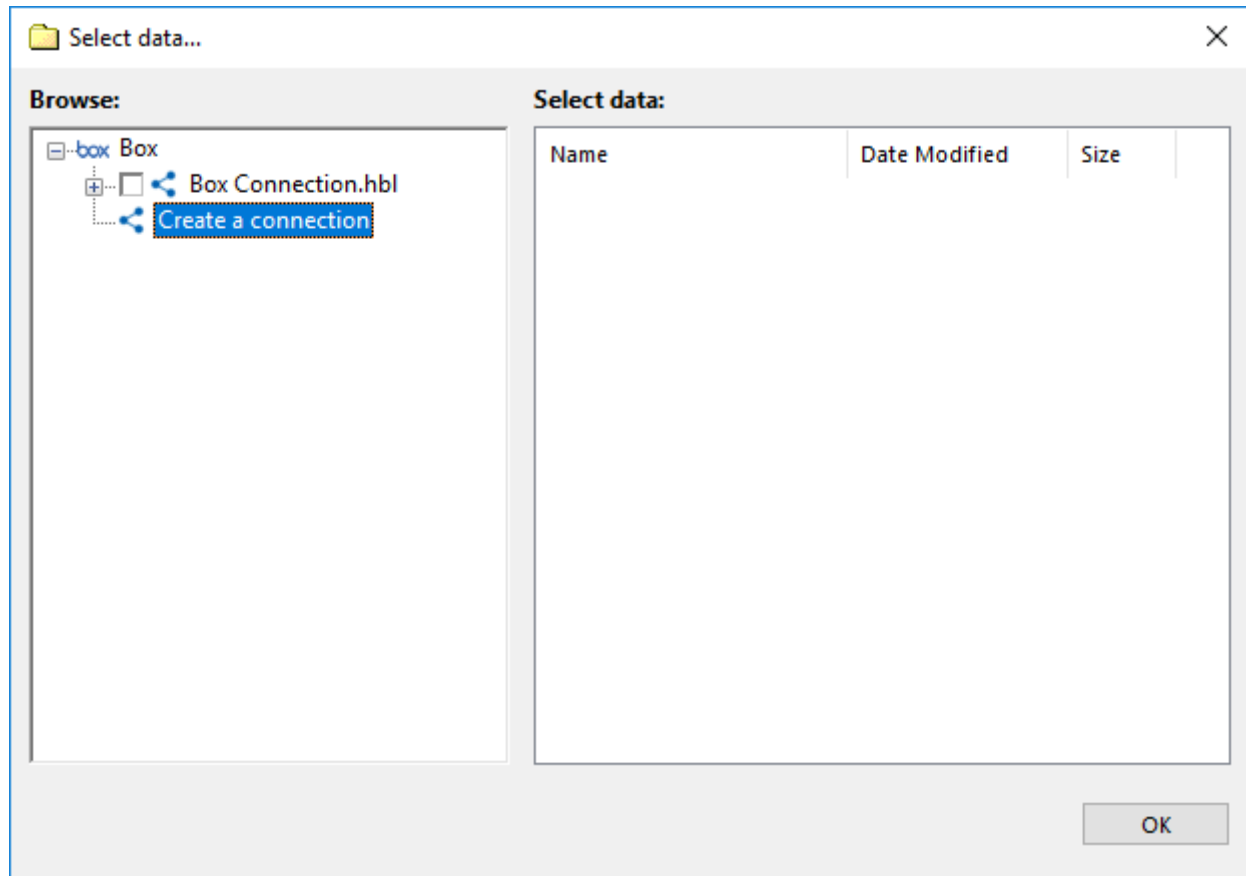 Select data...
Browse:
Select data:
box Box
Box Connection.hbl
Create a connection
Name Date Modified Size
OK